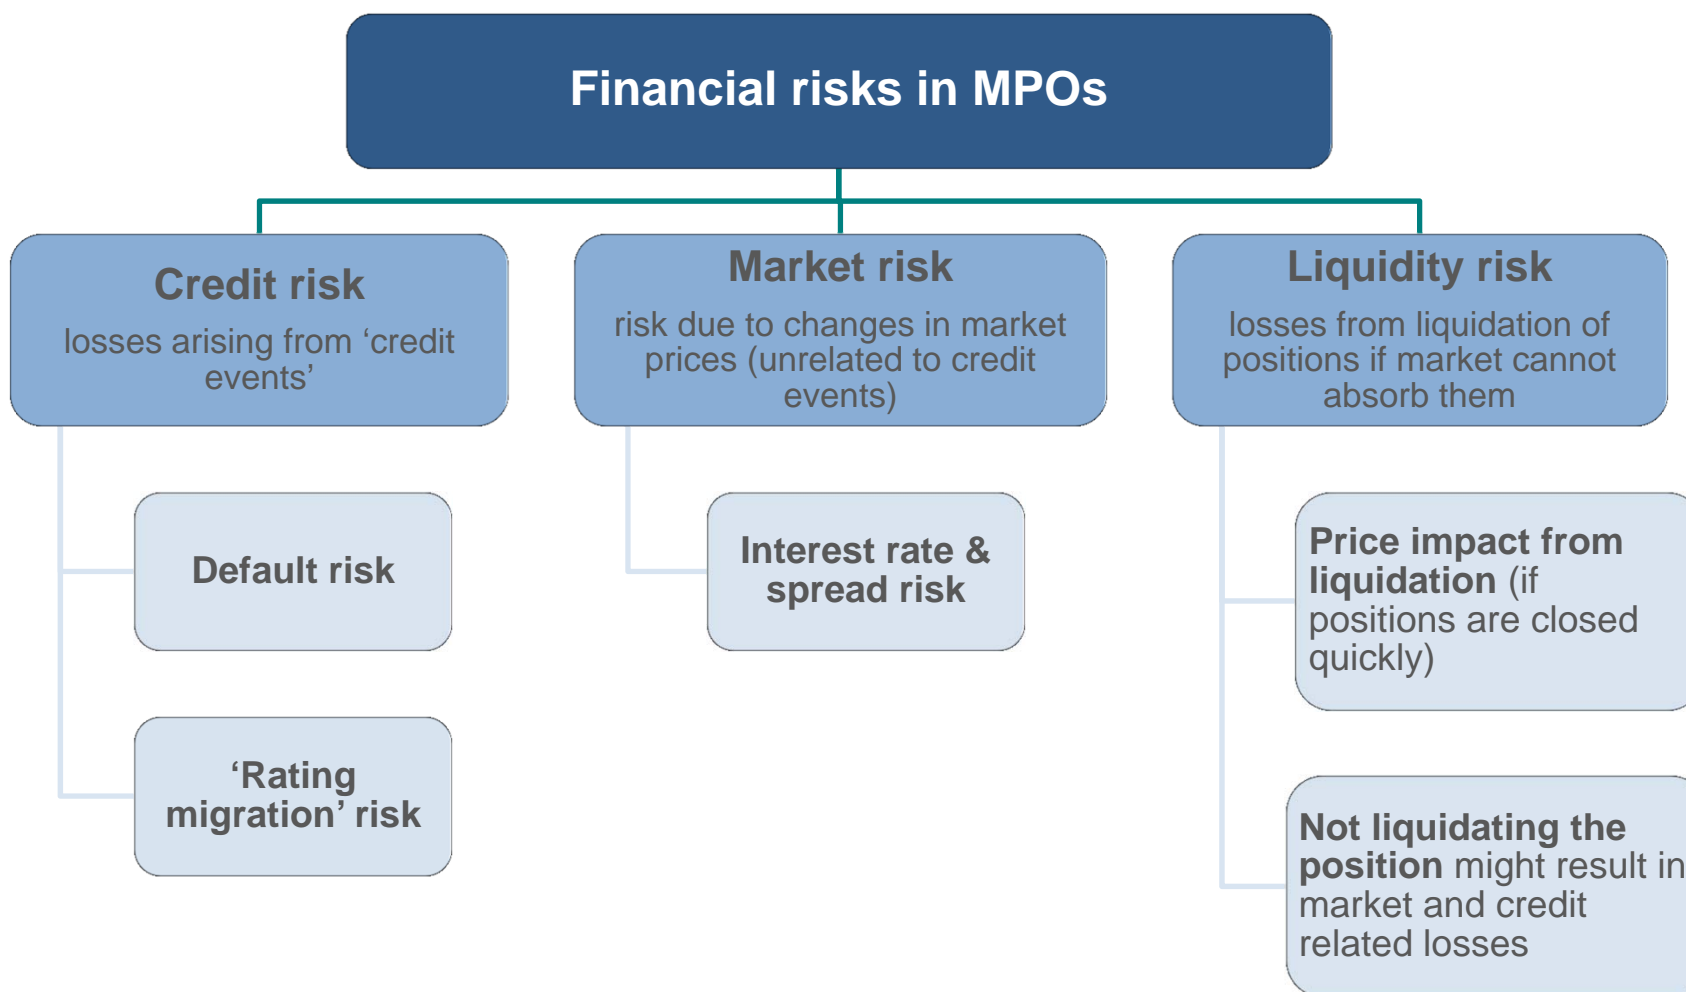 Financial risks in MPOs
Credit risk
losses arising from ‘credit
events’
Market risk
risk due to changes in market
prices (unrelated to credit
events)
Liquidity risk
losses from liquidation of
positions if market cannot
absorb them
Default risk
‘Rating
migration’ risk
Interest rate &
spread risk
Price impact from
liquidation (if
positions are closed
quickly)
Not liquidating the
position might result in
market and credit
related losses